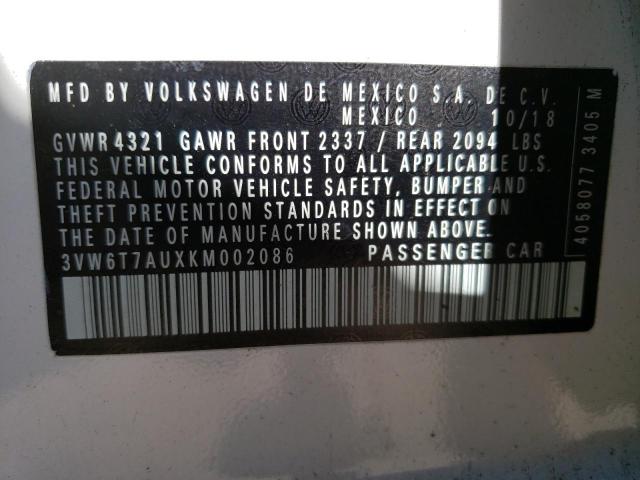 MFD BY VOLKSWAGEN DE MEXICO S.A. DE C.V.
MEXICO 10/18
GVWR 4321 GAWR FRONT 2337 / REAR 2094 LBS
THIS VEHICLE CONFORMS TO ALL APPLICABLE U.S.
FEDERAL MOTOR VEHICLE SAFETY, BUMPER AND
THEFT PREVENTION STANDARDS IN EFFECT ON
THE DATE OF MANUFACTURE SHOWN ABOVE.
3VW6T7AUXKM002086 PASSENGER CAR
4058077 3405 M